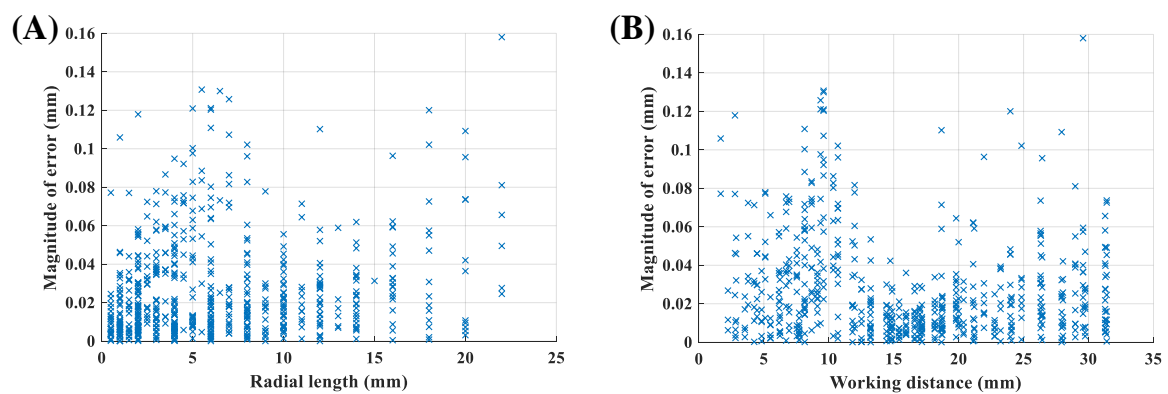 (A)
Magnitude of error (mm)
0.16
0.14
0.12
0.1
0.08
0.06
0.04
0.02
0
0 5 10 15 20 25
Radial length (mm)
(B)
Magnitude of error (mm)
0.16
0.14
0.12
0.1
0.08
0.06
0.04
0.02
0
0 5 10 15 20 25 30 35
Working distance (mm)